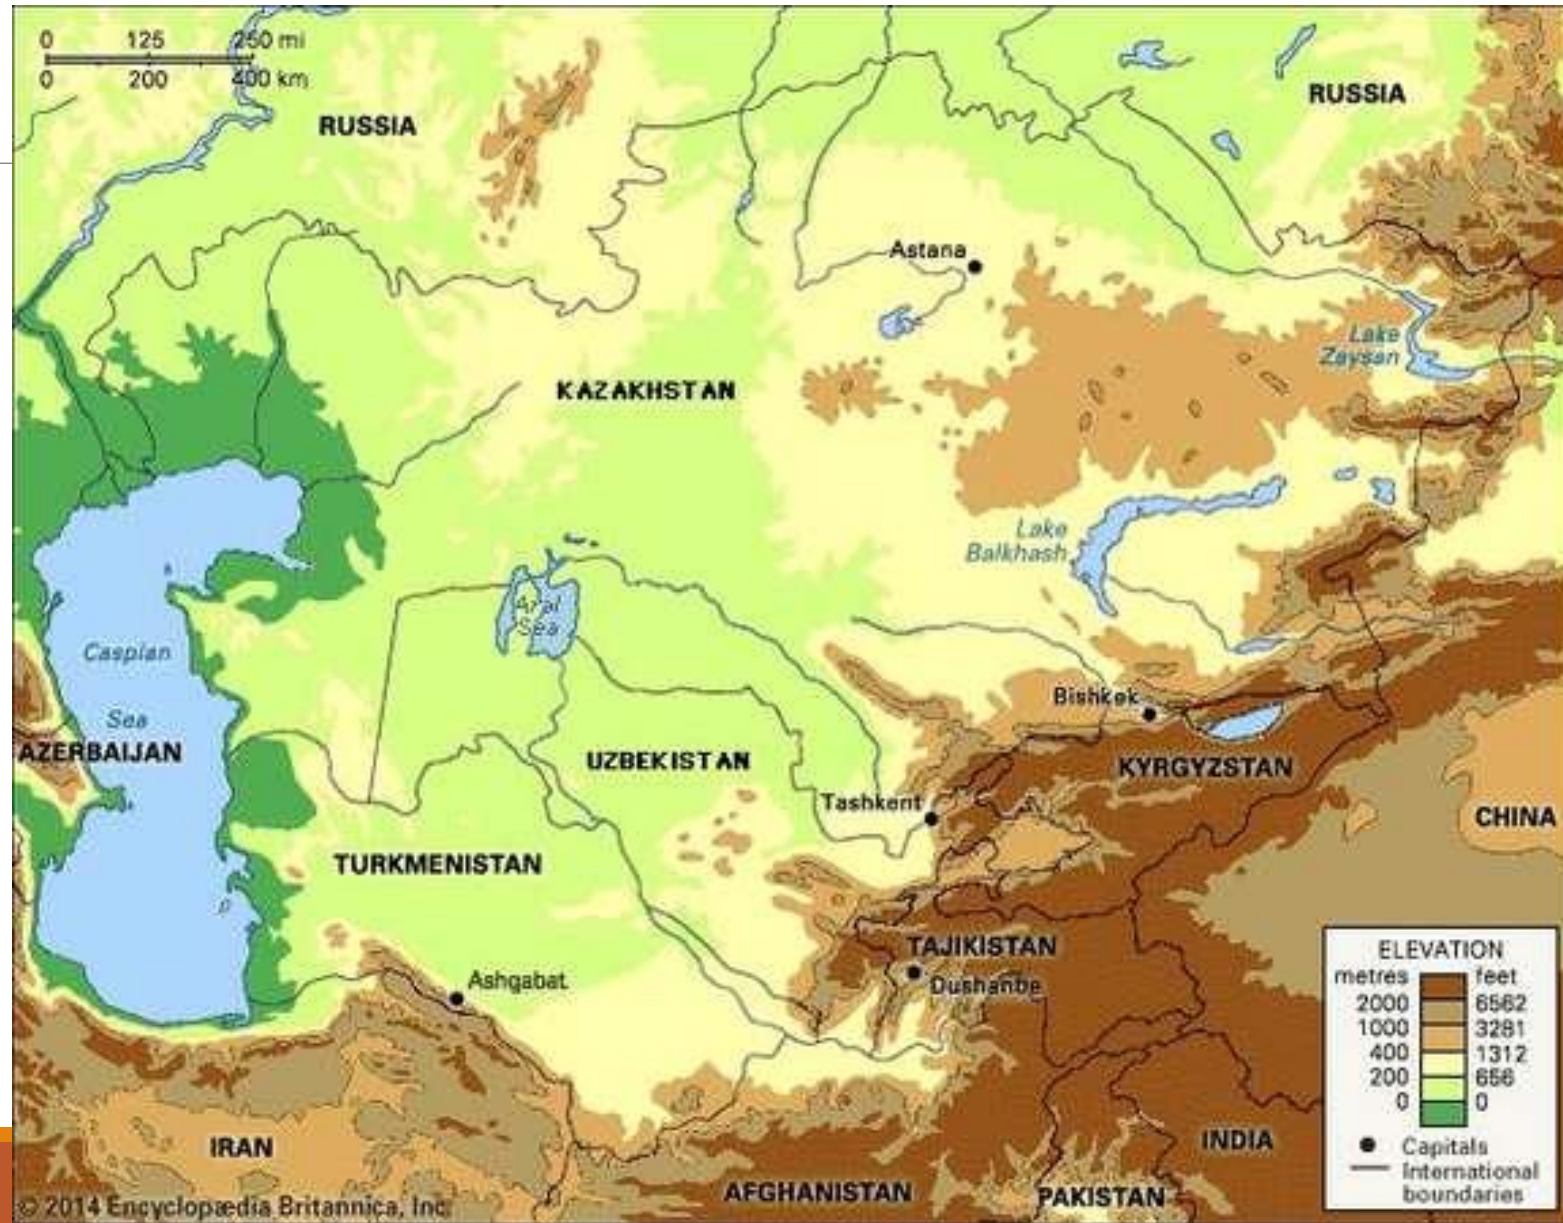 0 125 250 mi
0 200 400 km
RUSSIA
RUSSIA
Astana
Lake
Zaysan
KAZAKHSTAN
Lake
Balkhash
Aral
Sea
Caspian
Sea
AZERBAIJAN
Bishkek
KYRGYZSTAN
UZBEKISTAN
Tashkent
CHINA
TURKMENISTAN
TAJIKISTAN
Dushanbe
Ashgabat
ELEVATION
metres feet
2000 6562
1000 3281
400 1312
200 656
0 0
Capitals
International
boundaries
IRAN
INDIA
AFGHANISTAN
PAKISTAN
© 2014 Encyclopædia Britannica, Inc.